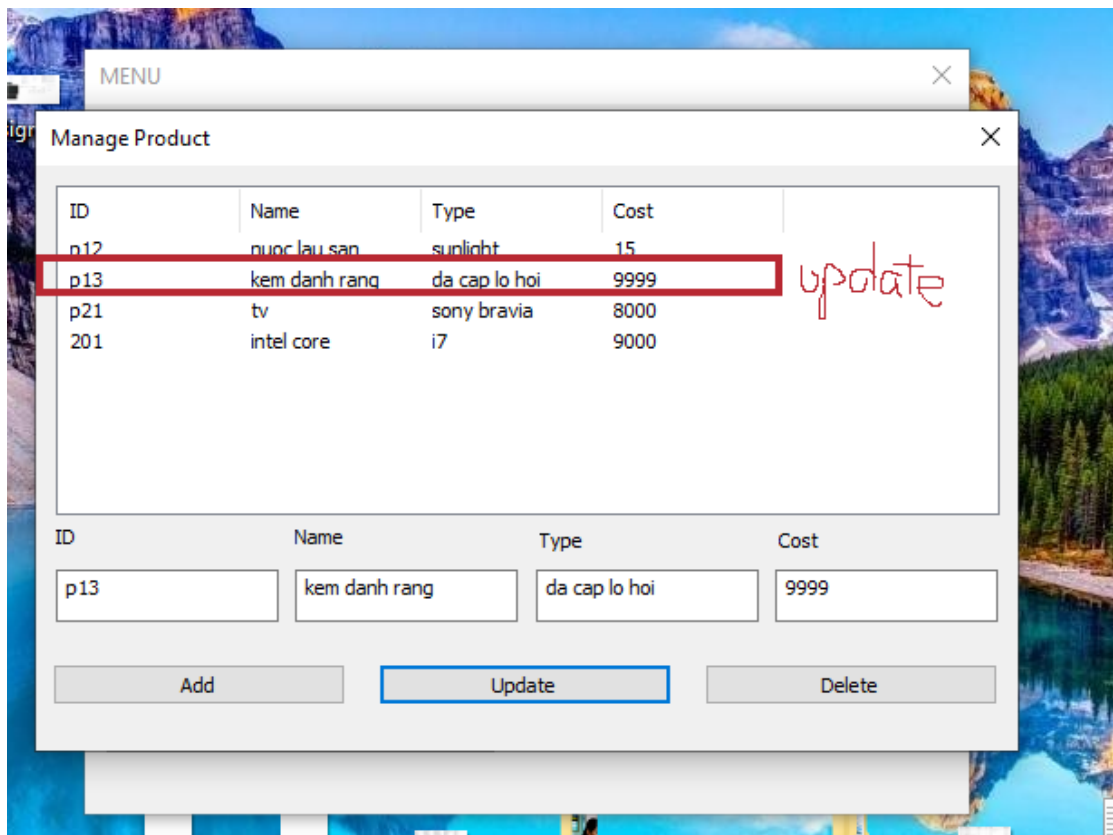 MENU
Manage Product
ID Name Type Cost
p12 nuoc lau san sunlight 15
p13 kem danh rang da cap lo hoi 9999
update
p21 tv sony bravia 8000
201 intel core i7 9000
ID Name Type Cost
p13 kem danh rang da cap lo hoi 9999
Add Update Delete